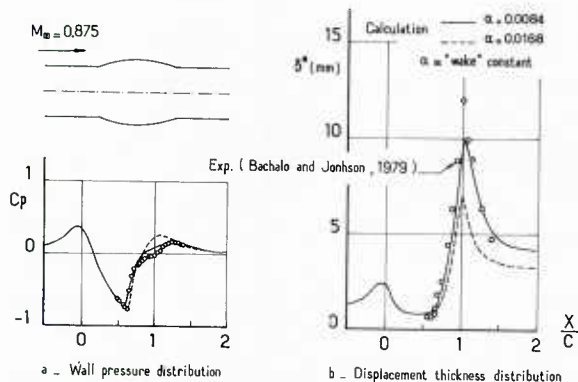 M∞ = 0,875
1
Cp
0
-1
0
1
2
a _ Wall pressure distribution
Exp. ( Bachalo and Jonhson , 1979 )
Calculation
α = 0.0084
α = 0.0168
α = "wake" constant
15
δ* (mm)
10
5
0
0
1
2
X/C
b _ Displacement thickness distribution